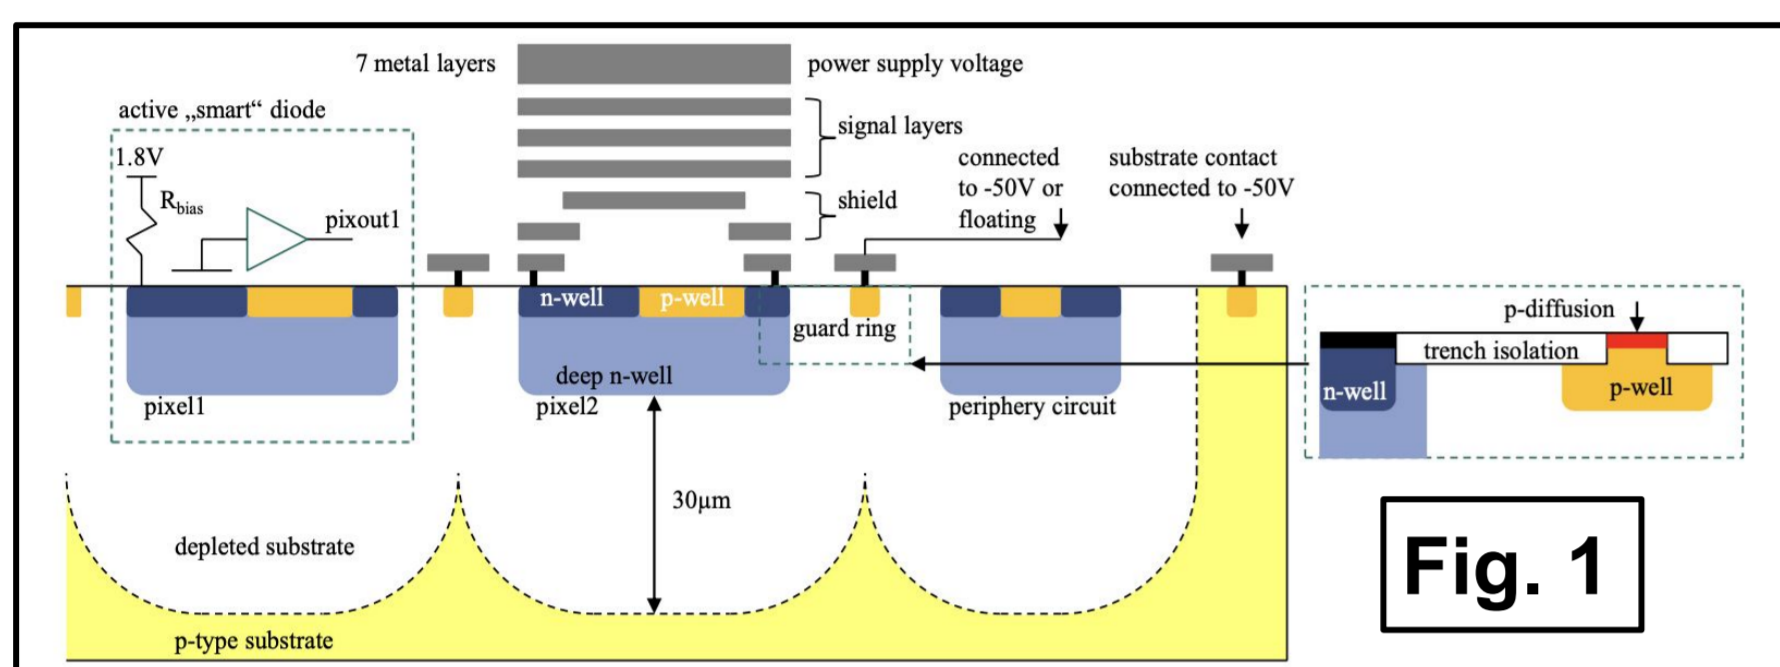 7 metal layers
power supply voltage
active „smart“ diode
signal layers
1.8V
connected
to -50V or
floating
substrate contact
connected to -50V
Rbias
pixout1
shield
n-well
p-well
guard ring
p-diffusion
trench isolation
n-well
p-well
deep n-well
pixel1
pixel2
periphery circuit
30µm
depleted substrate
p-type substrate
Fig. 1